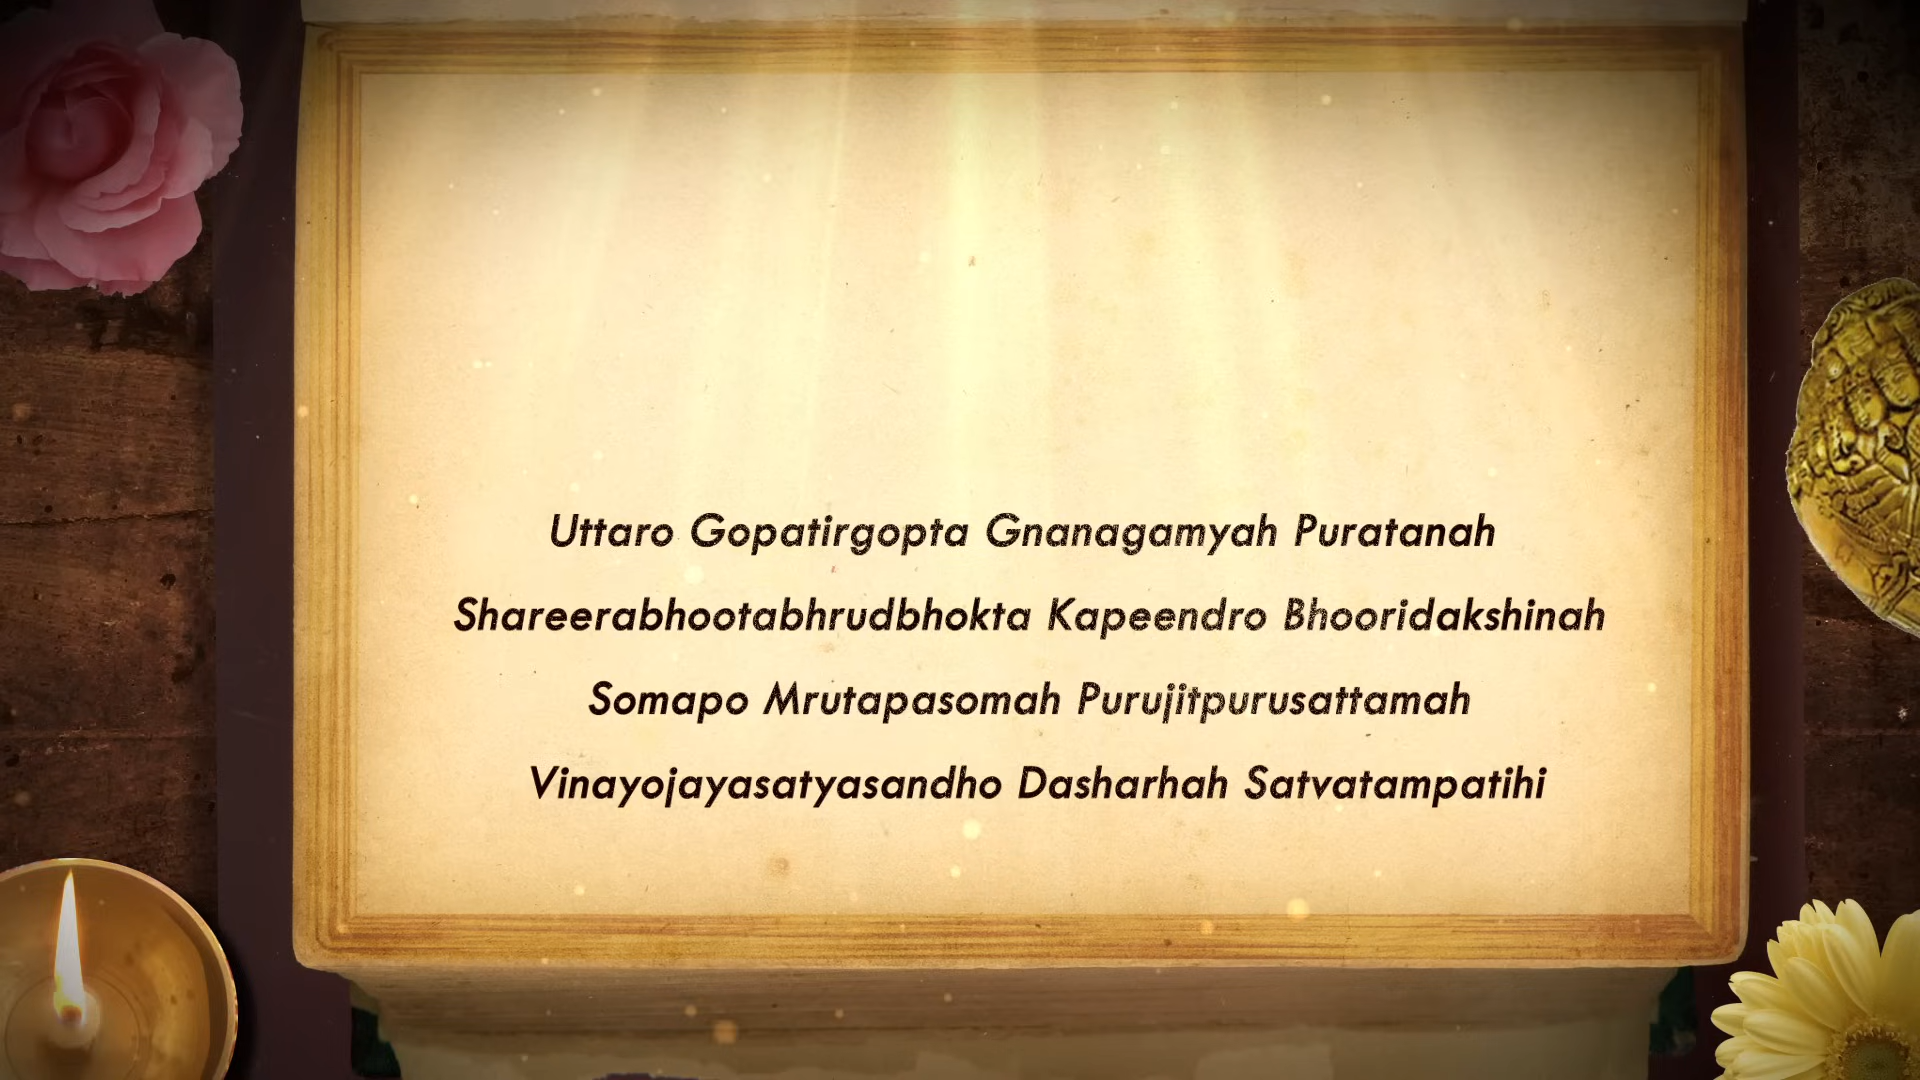 Uttaro Gopatirgopta Gnanagamyah Puratanah
Shareerabhootabhrudbhokta Kapeendro Bhooridakshinah
Somapo Mrutapasomah Purujitpurusattamah
Vinayojayasatyasandho Dasharhah Satvatampatihi